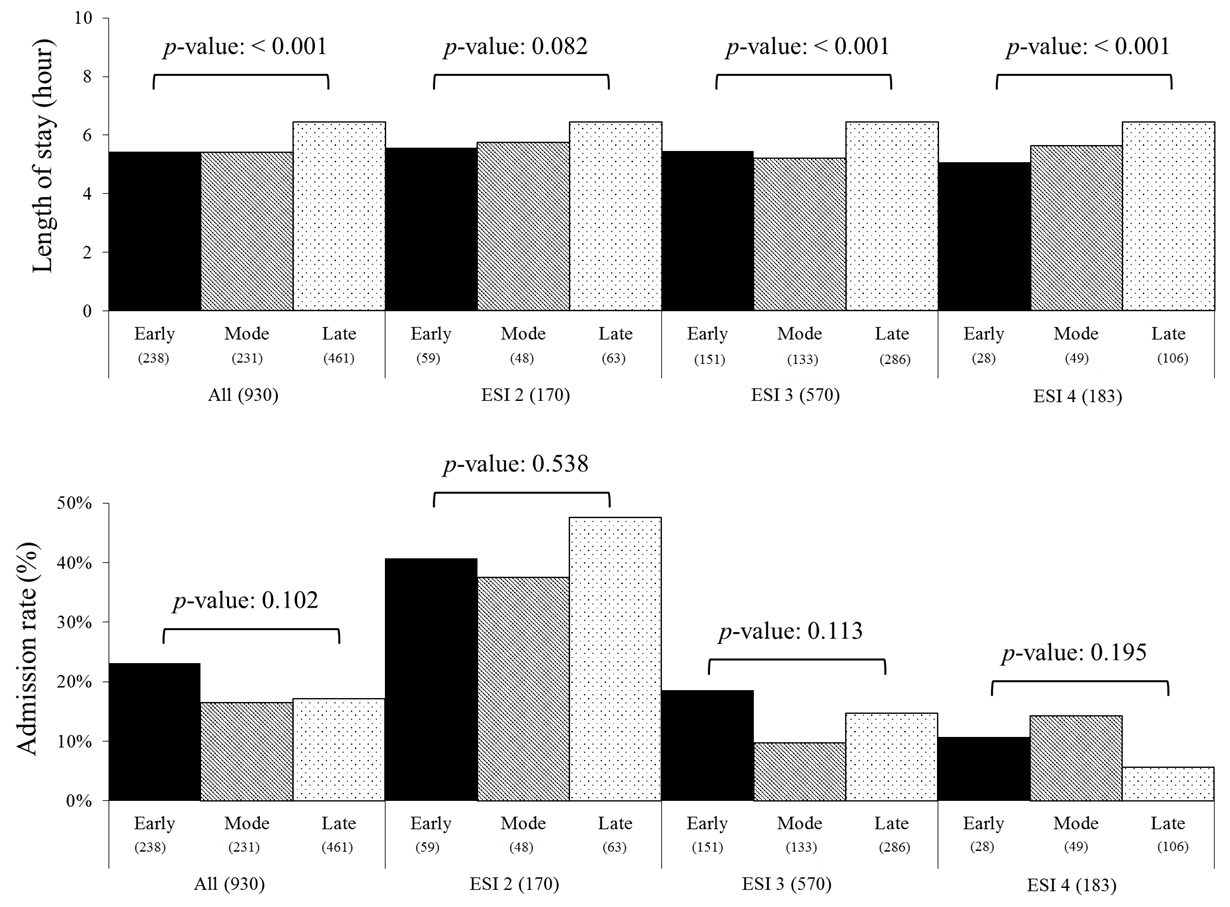 10
8
6
4
2
0
Length of stay (hour)
p-value: < 0.001
p-value: 0.082
p-value: < 0.001
p-value: < 0.001
Early Mode Late Early Mode Late Early Mode Late Early Mode Late
(238) (231) (461) (59) (48) (63) (151) (133) (286) (28) (49) (106)
All (930) ESI 2 (170) ESI 3 (570) ESI 4 (183)
50%
40%
30%
20%
10%
0%
Admission rate (%)
p-value: 0.102
p-value: 0.538
p-value: 0.113
p-value: 0.195
Early Mode Late Early Mode Late Early Mode Late Early Mode Late
(238) (231) (461) (59) (48) (63) (151) (133) (286) (28) (49) (106)
All (930) ESI 2 (170) ESI 3 (570) ESI 4 (183)